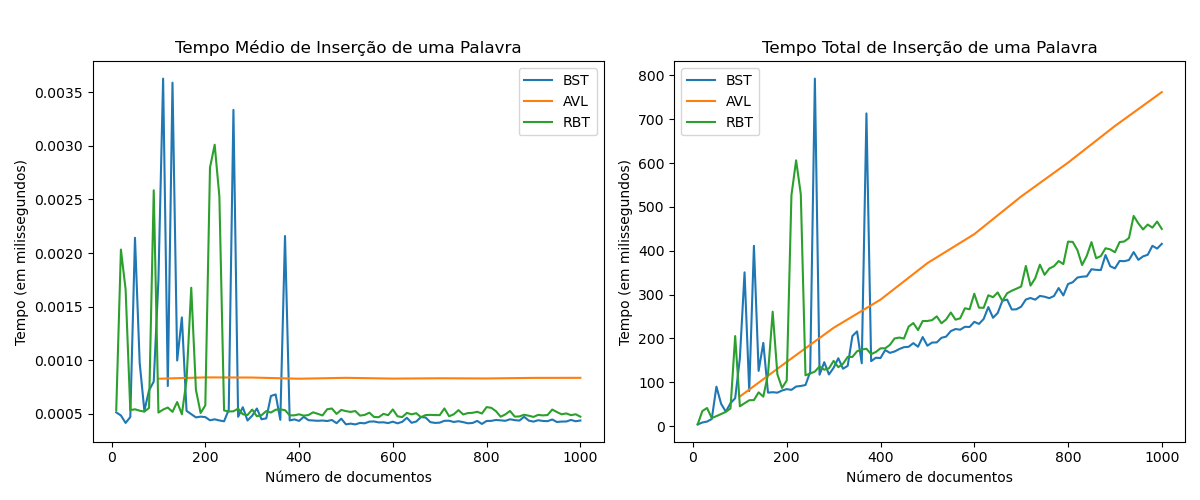 Tempo Médio de Inserção de uma Palavra
Tempo (em milissegundos)
0.0035
0.0030
0.0025
0.0020
0.0015
0.0010
0.0005
BST
AVL
RBT
0 200 400 600 800 1000
Número de documentos
Tempo Total de Inserção de uma Palavra
Tempo (em milissegundos)
800
700
600
500
400
300
200
100
0
BST
AVL
RBT
0 200 400 600 800 1000
Número de documentos